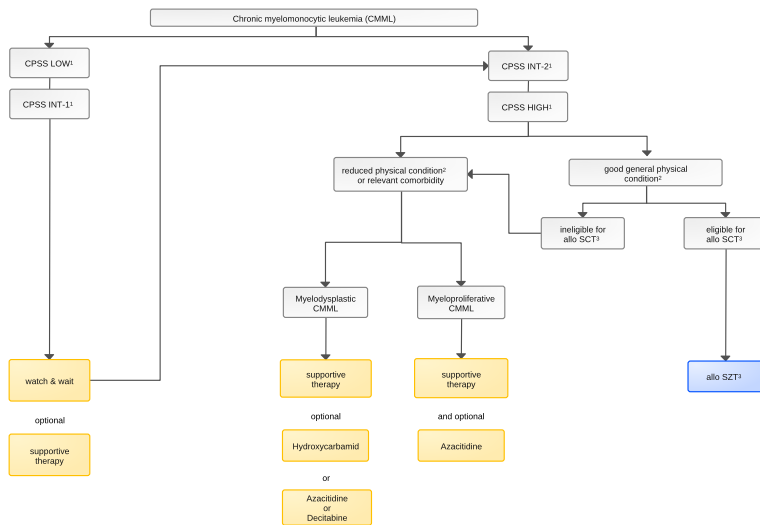 Chronic myelomonocytic leukemia (CMML)
CPSS LOW¹
CPSS INT-1¹
CPSS INT-2¹
CPSS HIGH¹
reduced physical condition²
or relevant comorbidity
good general physical
condition²
ineligible for
allo SCT³
eligible for
allo SCT³
Myelodysplastic
CMML
Myeloproliferative
CMML
watch & wait
optional
supportive
therapy
supportive
therapy
optional
Hydroxycarbamid
or
Azacitidine
or
Decitabine
supportive
therapy
and optional
Azacitidine
allo SZT³